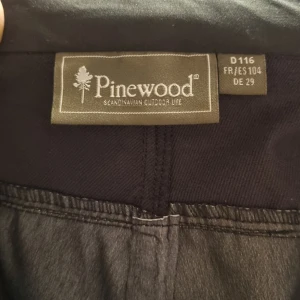 Pinewood®
SCANDINAVIAN OUTDOOR LIFE
D 116
FR/ES 104
DE 29